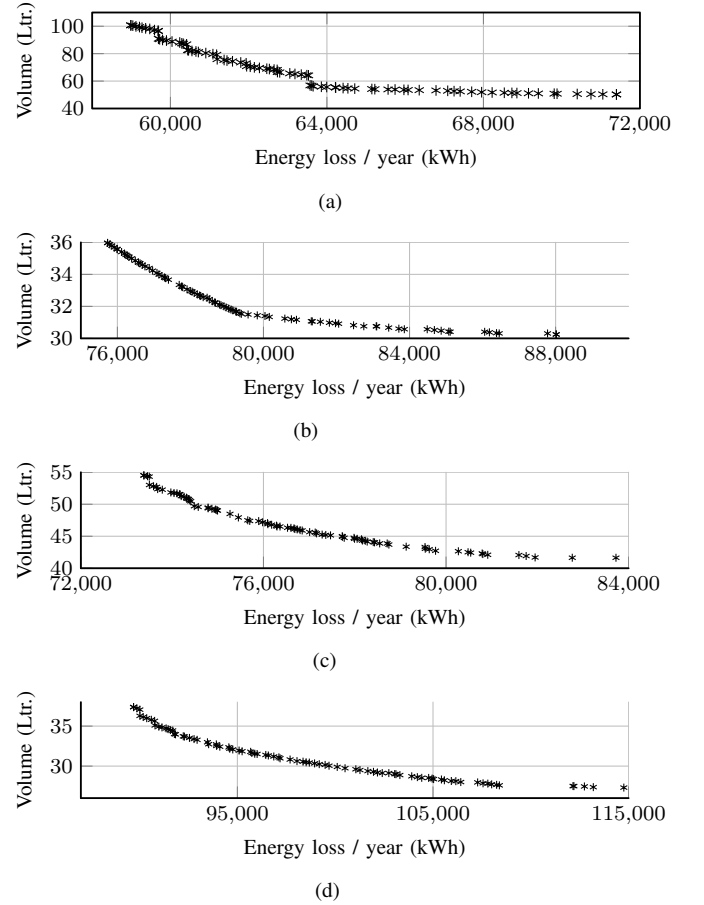 100
80
60
40
Volume (Ltr.)
60,000 64,000 68,000 72,000
Energy loss / year (kWh)
(a)
36
34
32
30
Volume (Ltr.)
76,000 80,000 84,000 88,000
Energy loss / year (kWh)
(b)
55
50
45
40
Volume (Ltr.)
72,000 76,000 80,000 84,000
Energy loss / year (kWh)
(c)
35
30
Volume (Ltr.)
95,000 105,000 115,000
Energy loss / year (kWh)
(d)